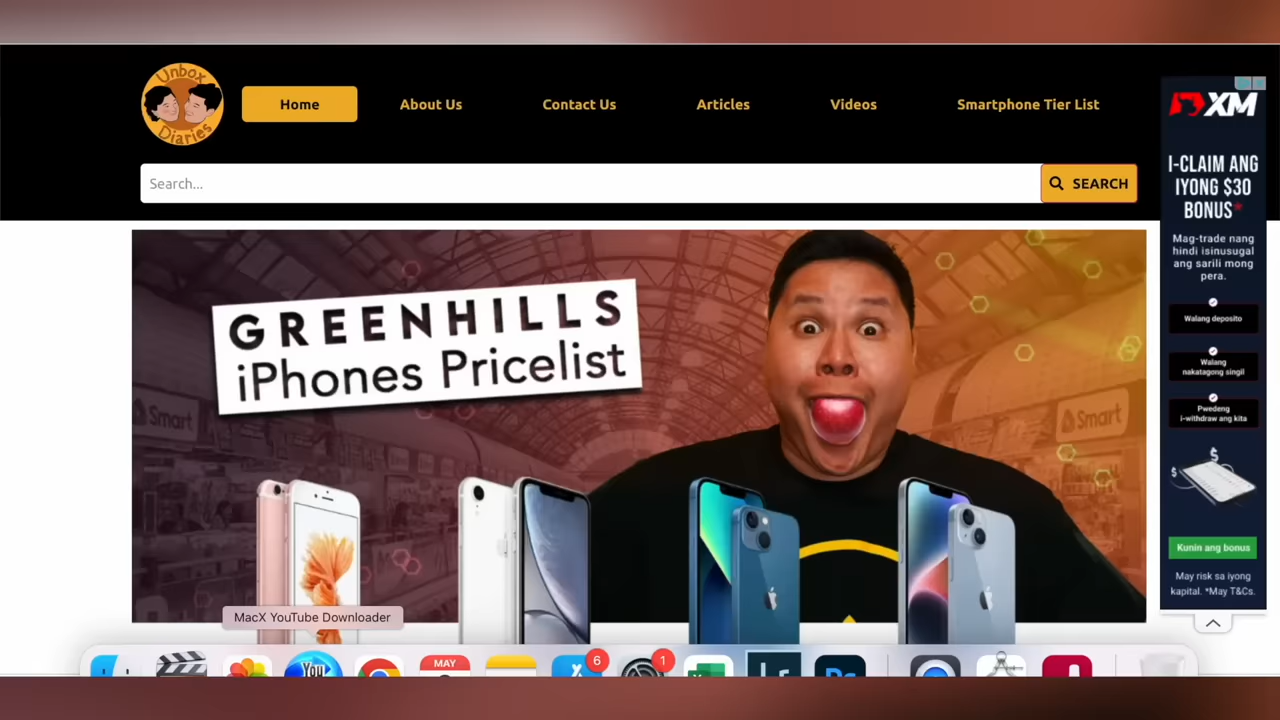 Unbox
Diaries
Home
About Us
Contact Us
Articles
Videos
Smartphone Tier List
Search...
SEARCH
GREENHILLS
iPhones Pricelist
Smart
Smart
XM
I-CLAIM ANG
IYONG $30
BONUS*
Mag-trade nang
hindi isinusugal
ang sarili mong
pera.
Walang deposito
Walang
nakatagong singil
Pwedeng
i-withdraw ang kita
$
$
Kunin ang bonus
May risk sa iyong
kapital. *May T&Cs.
MacX YouTube Downloader
You
MAY
6
1
Lr
Ps